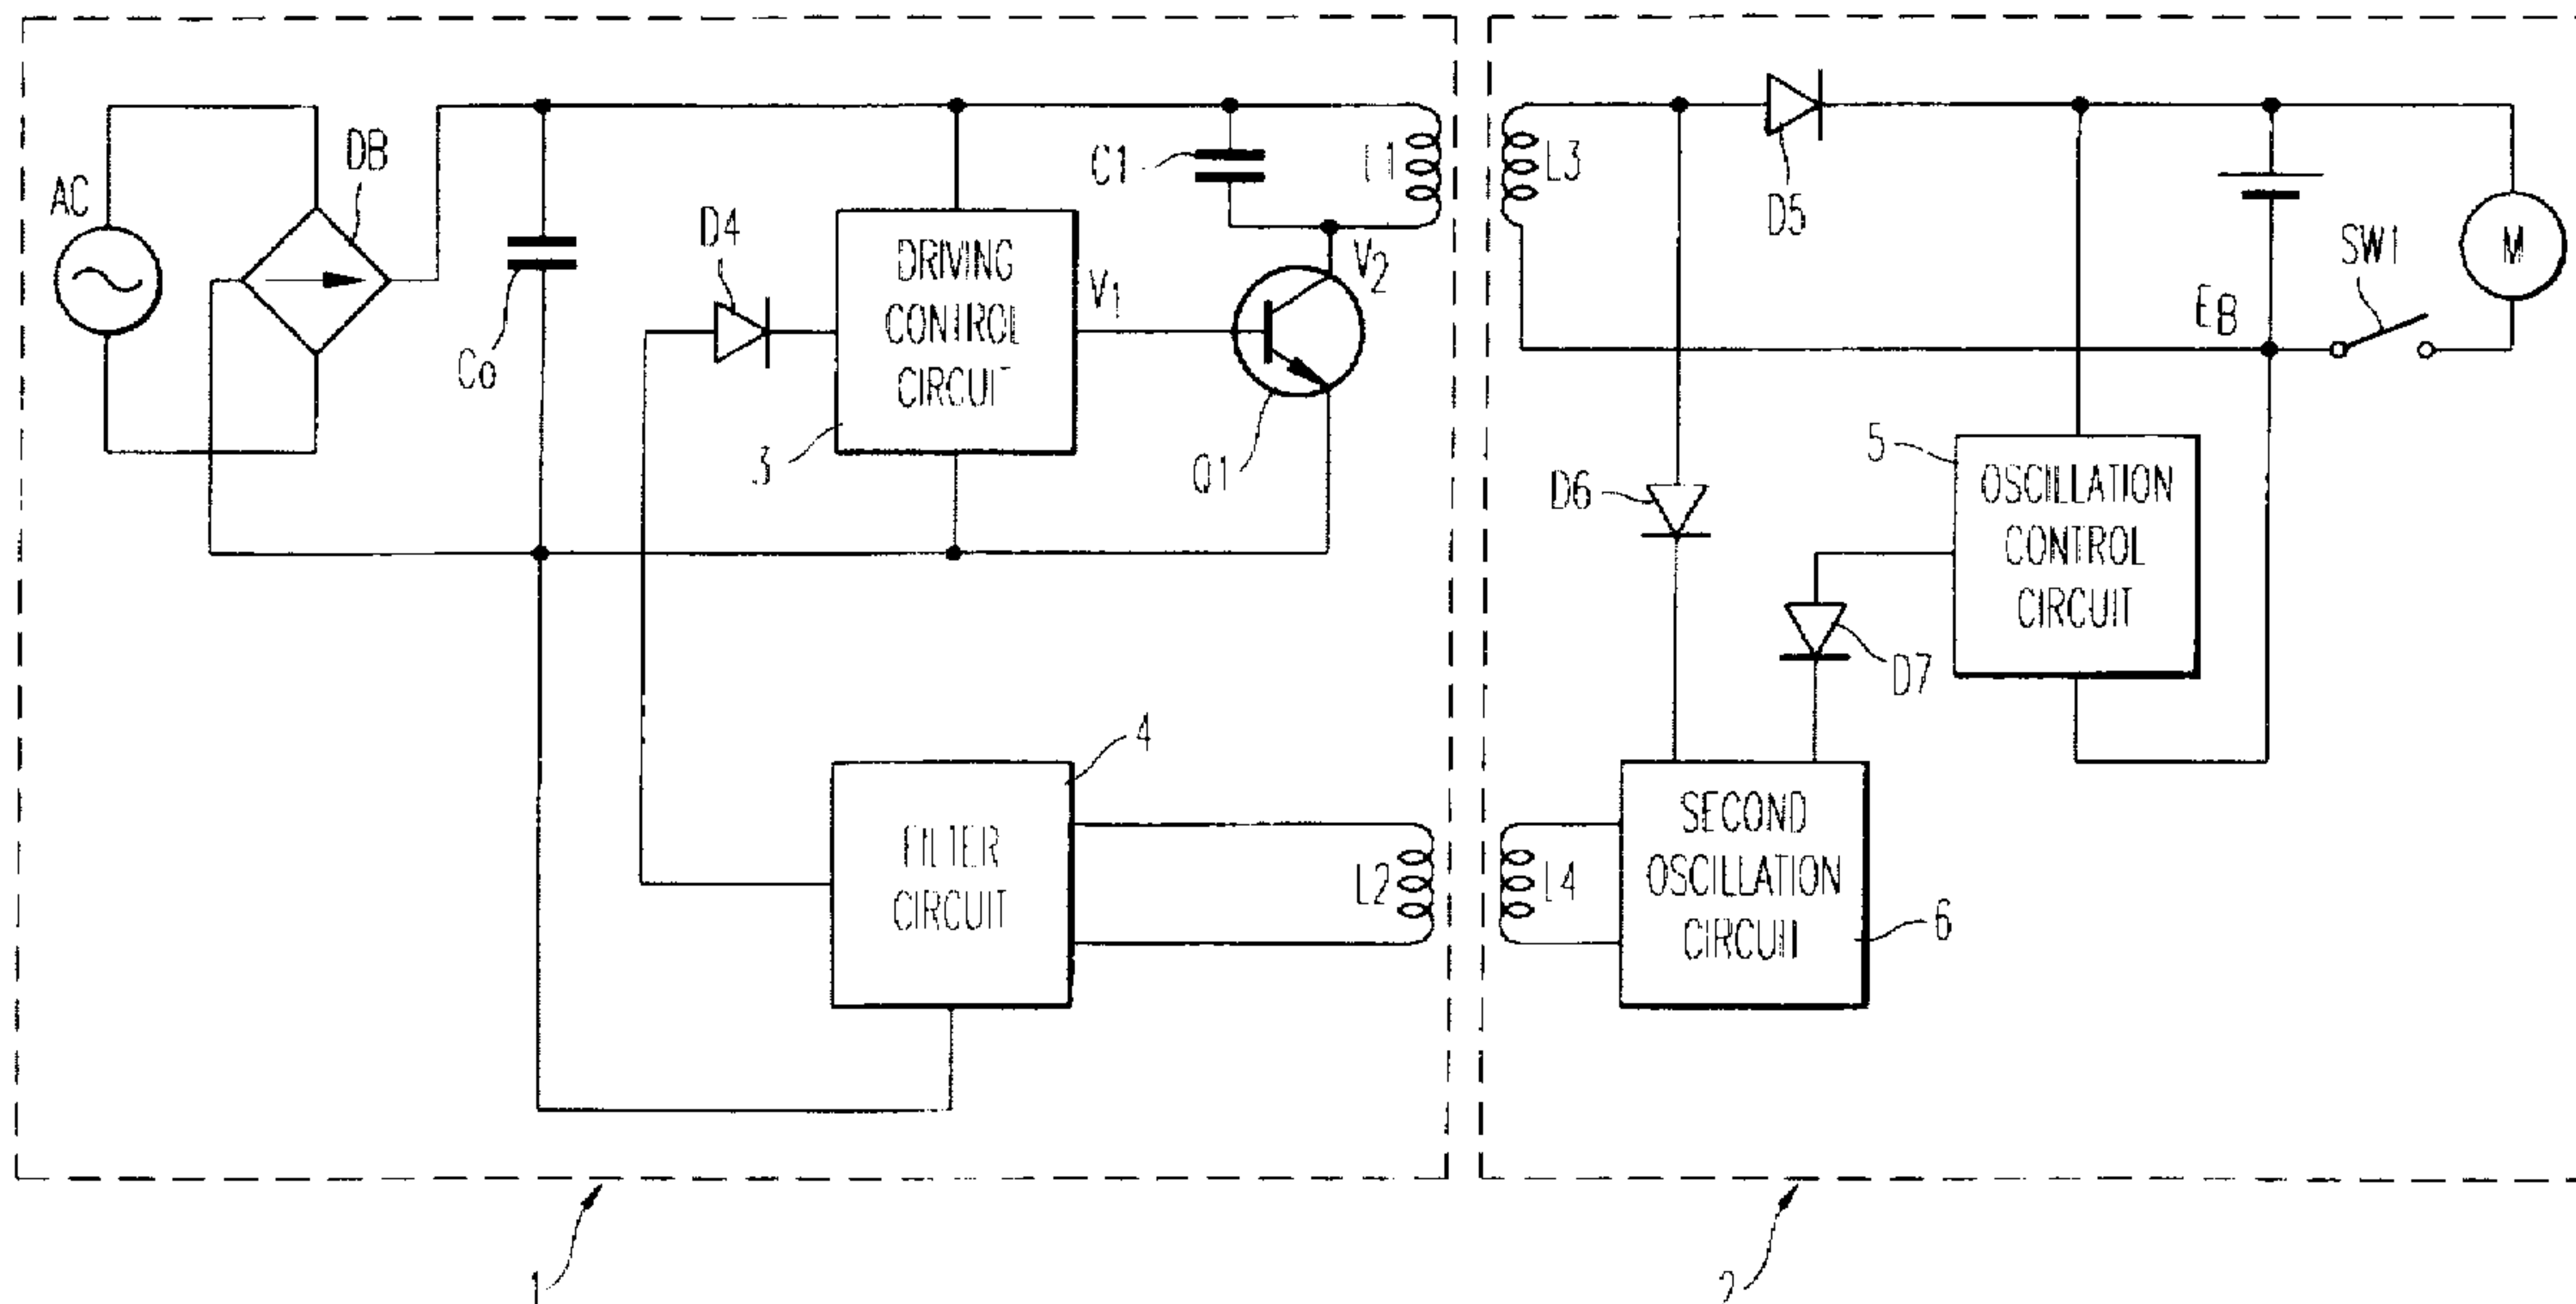 AC
DB
Co
D4
DRIVING
CONTROL
CIRCUIT
3
V1
C1
L1
V2
Q1
L3
D5
EB
SW1
M
5
OSCILLATION
CONTROL
CIRCUIT
D6
D7
4
FILTER
CIRCUIT
L2
L4
SECOND
OSCILLATION
CIRCUIT
6
1
2